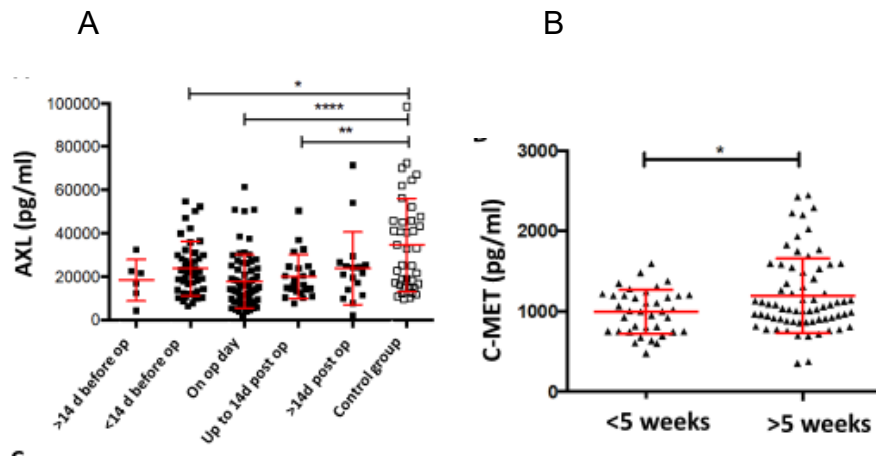 A
B
*
****
**
100000
80000
60000
40000
20000
0
AXL (pg/ml)
>14 d before op
<14 d before op
On op day
Up to 14d post op
>14d post op
Control group
*
3000
2000
1000
0
C-MET (pg/ml)
<5 weeks
>5 weeks